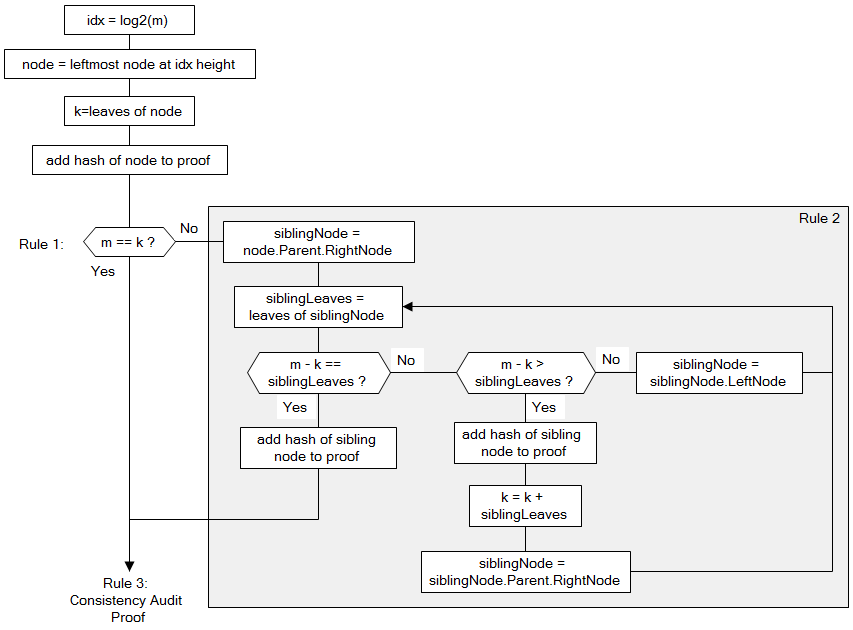 idx = log2(m)
node = leftmost node at idx height
k=leaves of node
add hash of node to proof
Rule 1:
m == k ?
No
Yes
Rule 2
siblingNode =
node.Parent.RightNode
siblingLeaves =
leaves of siblingNode
m - k ==
siblingLeaves ?
No
Yes
m - k >
siblingLeaves ?
No
Yes
siblingNode =
siblingNode.LeftNode
add hash of sibling
node to proof
add hash of sibling
node to proof
k = k +
siblingLeaves
siblingNode =
siblingNode.Parent.RightNode
Rule 3:
Consistency Audit
Proof